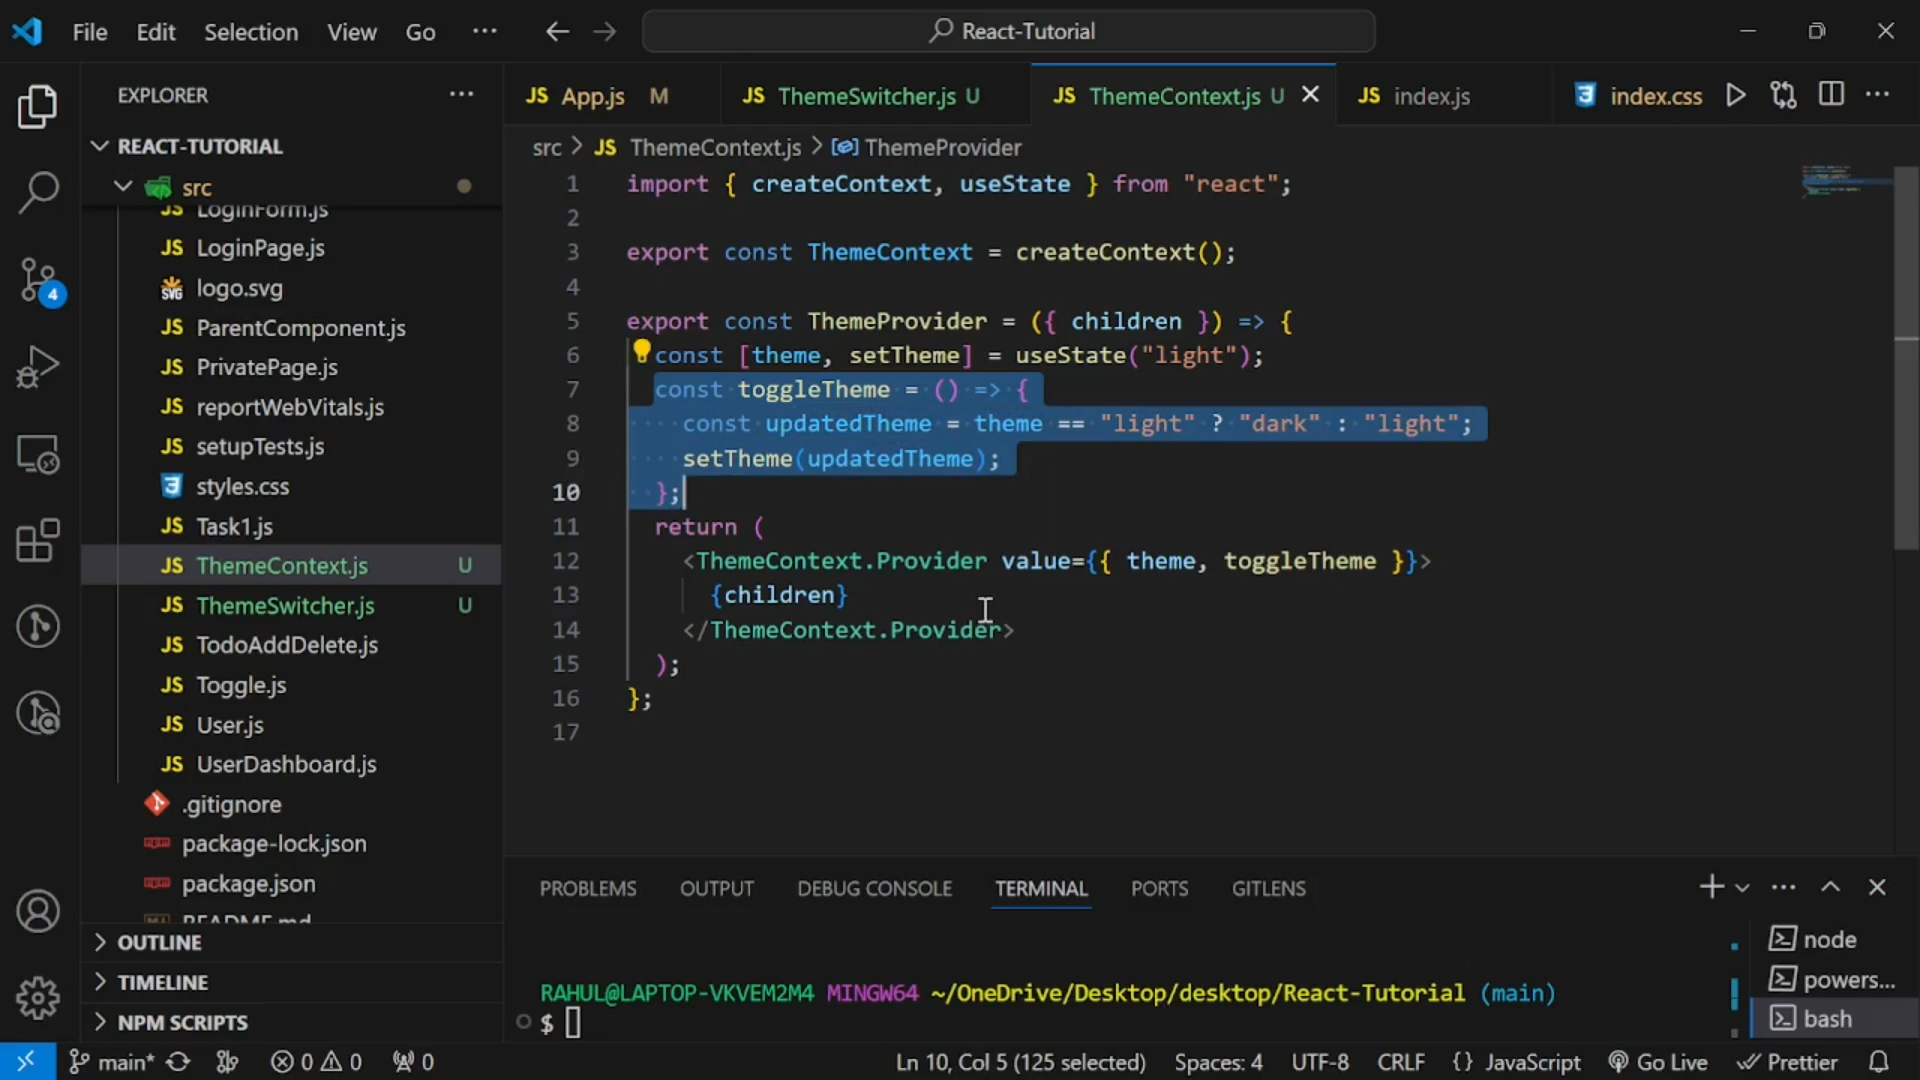 File Edit Selection View Go ··· React-Tutorial
EXPLORER ···
REACT-TUTORIAL
src
LoginForm.js
LoginPage.js
logo.svg
ParentComponent.js
PrivatePage.js
reportWebVitals.js
setupTests.js
styles.css
Task1.js
ThemeContext.js U
ThemeSwitcher.js U
TodoAddDelete.js
Toggle.js
User.js
UserDashboard.js
.gitignore
package-lock.json
package.json
README.md
OUTLINE
TIMELINE
NPM SCRIPTS
4
JS App.js M JS ThemeSwitcher.js U JS ThemeContext.js U JS index.js index.css
src > JS ThemeContext.js > ThemeProvider
1 import { createContext, useState } from "react";
2
3 export const ThemeContext = createContext();
4
5 export const ThemeProvider = ({ children }) => {
6 const [theme, setTheme] = useState("light");
7 const toggleTheme = () => {
8 const updatedTheme = theme == "light" ? "dark" : "light";
9 setTheme(updatedTheme);
10 };
11 return (
12 <ThemeContext.Provider value={{ theme, toggleTheme }}>
13 {children}
14 </ThemeContext.Provider>
15 );
16 };
17
PROBLEMS OUTPUT DEBUG CONSOLE TERMINAL PORTS GITLENS
RAHUL@LAPTOP-VKVEM2M4 MINGW64 ~/OneDrive/Desktop/desktop/React-Tutorial (main)
$
node
powers...
bash
main* 0 0 0 Ln 10, Col 5 (125 selected) Spaces: 4 UTF-8 CRLF {} JavaScript Go Live Prettier